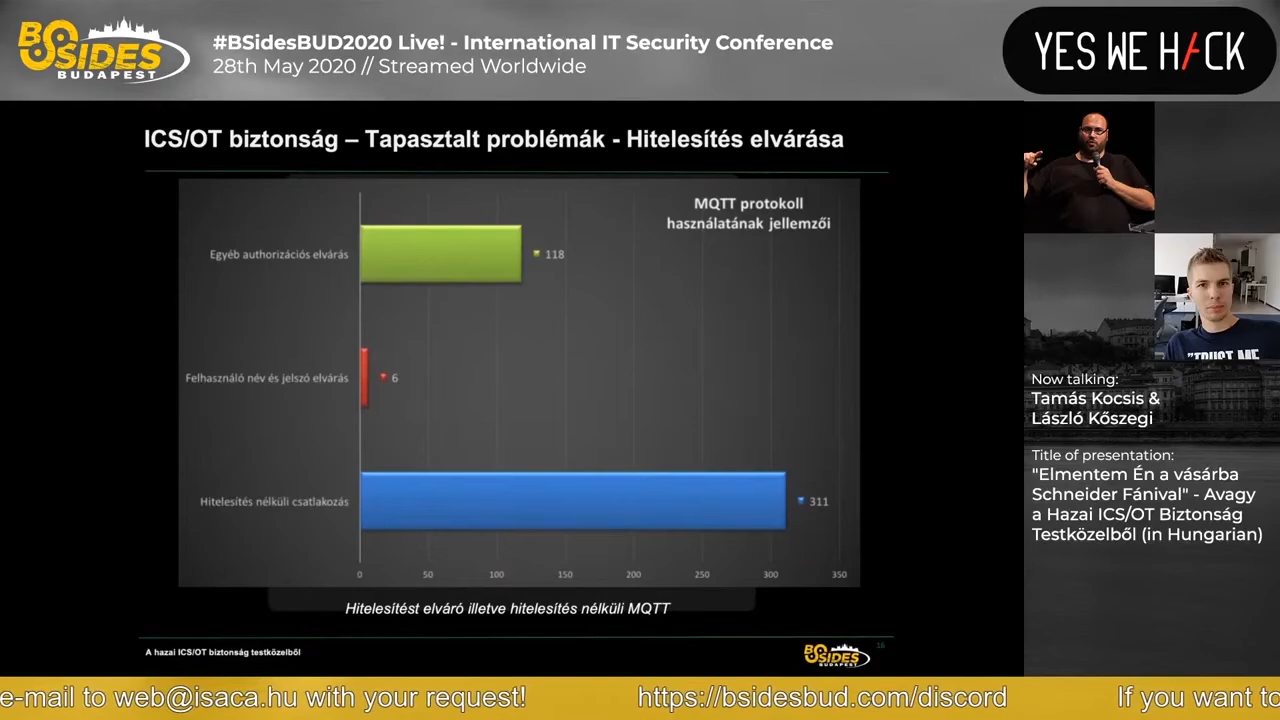 BSIDES
BUDAPEST
#BSidesBUD2020 Live! - International IT Security Conference
28th May 2020 // Streamed Worldwide
YES WE H/CK
ICS/OT biztonság – Tapasztalt problémák - Hitelesítés elvárása
MQTT protokoll
használatának jellemzői
Egyéb authorizációs elvárás
118
Felhasználó név és jelszó elvárás
6
Hitelesítés nélküli csatlakozás
311
0 50 100 150 200 250 300 350
Hitelesítést elváró illetve hitelesítés nélküli MQTT
A hazai ICS/OT biztonság testközelből
BSIDES
BUDAPEST
16
"TRUST ME
Now talking:
Tamás Kocsis &
László Kőszegi
Title of presentation:
"Elmentem Én a vásárba
Schneider Fánival" - Avagy
a Hazai ICS/OT Biztonság
Testközelből (in Hungarian)
e-mail to web@isaca.hu with your request!
https://bsidesbud.com/discord
If you want to